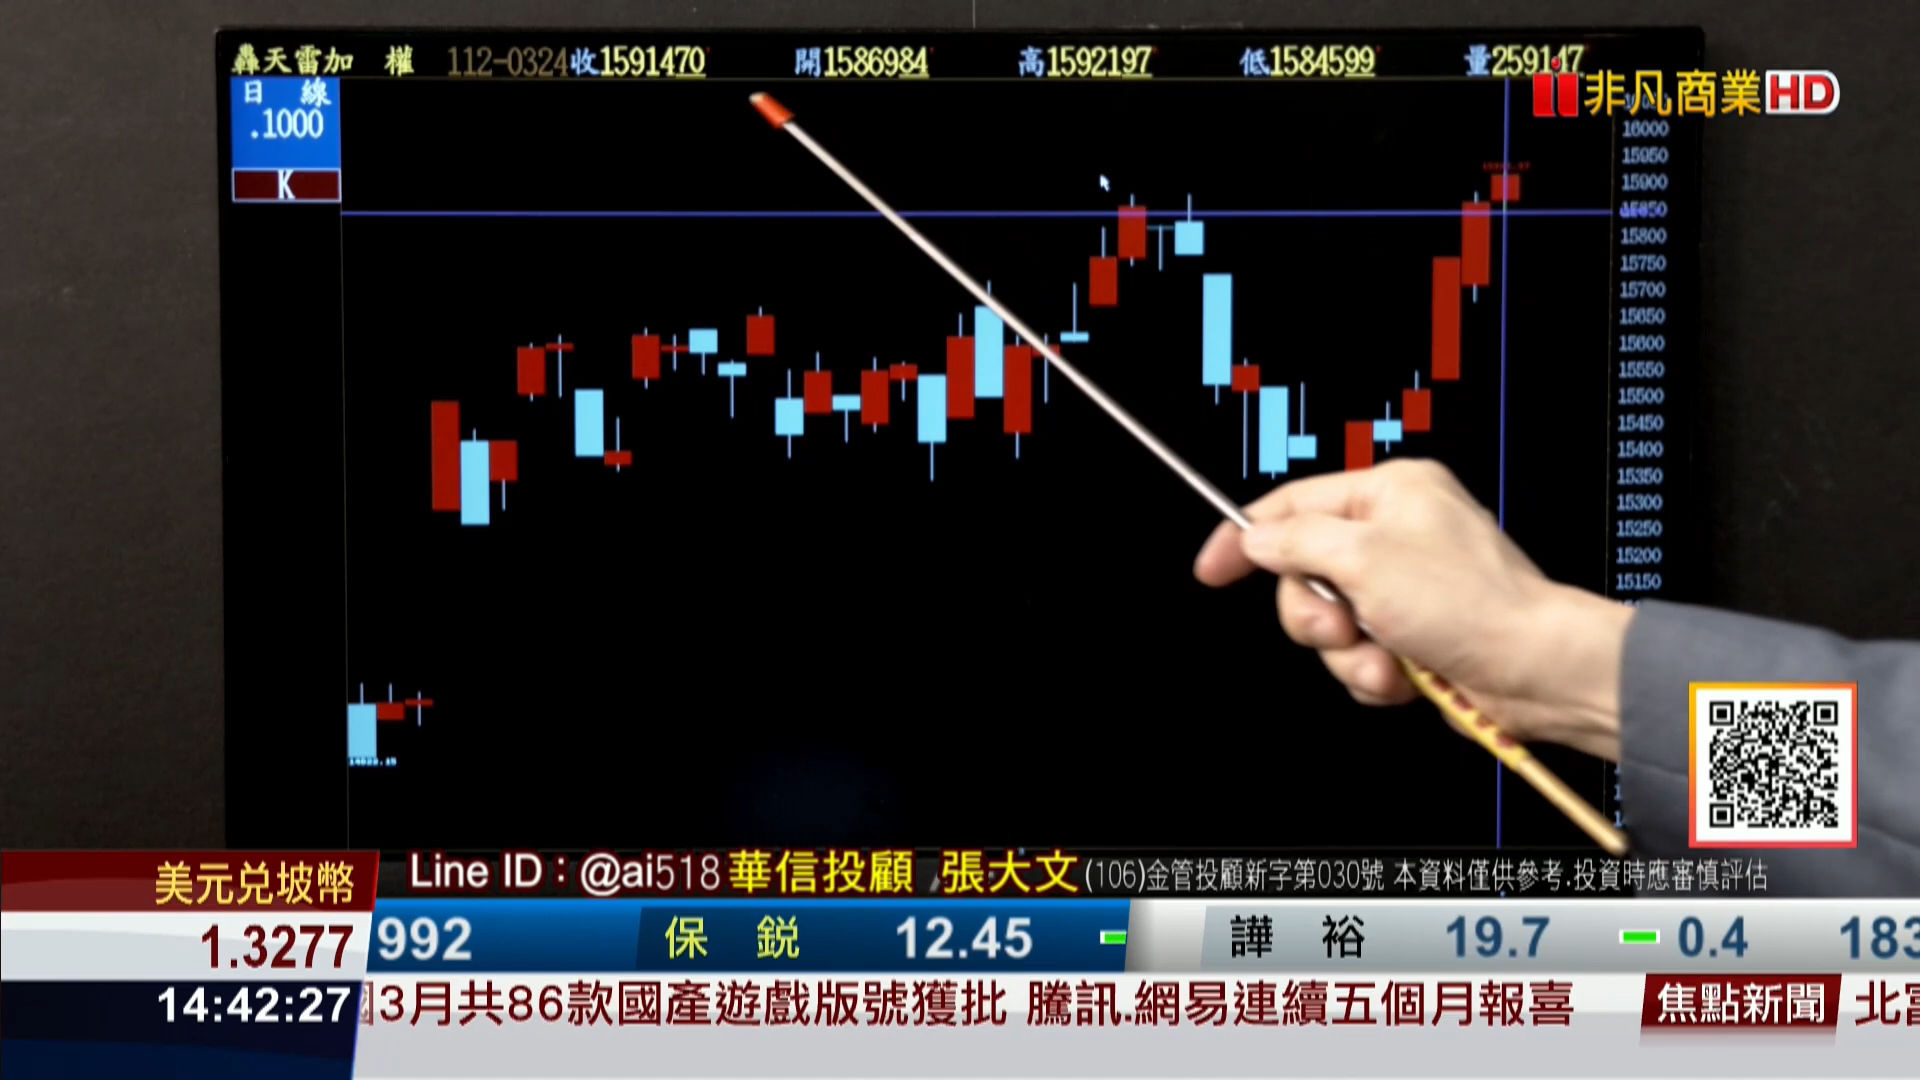 轟天雷加 權 112-0324收1591470 開1586984 高1592197 低1584599 量259147
非凡商業HD
日 線
.1000
K
16000
15950
15900
15850
15800
15750
15700
15650
15600
15550
15500
15450
15400
15350
15300
15250
15200
15150
Line ID：@ai518華信投顧 張大文(106)金管投顧新字第030號 本資料僅供參考.投資時應審慎評估
美元兌坡幣
1.3277
992 保 銳 12.45 譁 裕 19.7 0.4 183
14:42:27
3月共86款國產遊戲版號獲批 騰訊.網易連續五個月報喜 焦點新聞 北